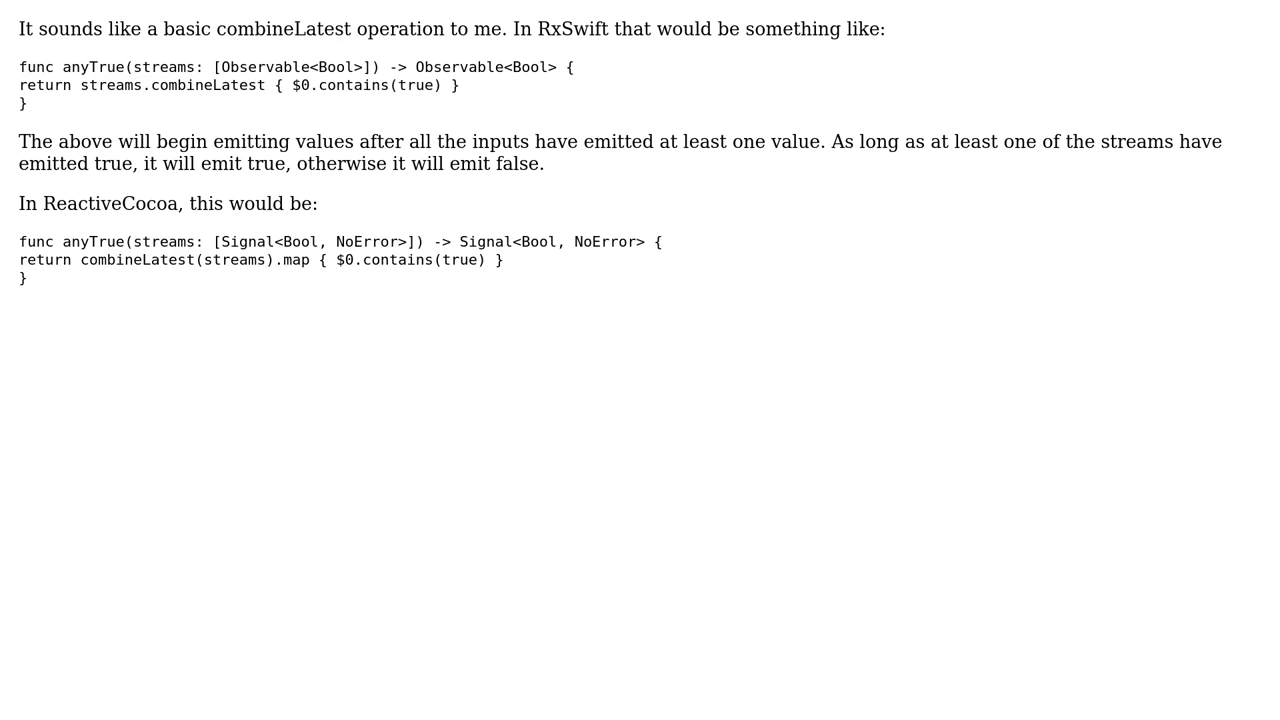 It sounds like a basic combineLatest operation to me. In RxSwift that would be something like:
func anyTrue(streams: [Observable<Bool>]) -> Observable<Bool> {
return streams.combineLatest { $0.contains(true) }
}
The above will begin emitting values after all the inputs have emitted at least one value. As long as at least one of the streams have
emitted true, it will emit true, otherwise it will emit false.
In ReactiveCocoa, this would be:
func anyTrue(streams: [Signal<Bool, NoError>]) -> Signal<Bool, NoError> {
return combineLatest(streams).map { $0.contains(true) }
}